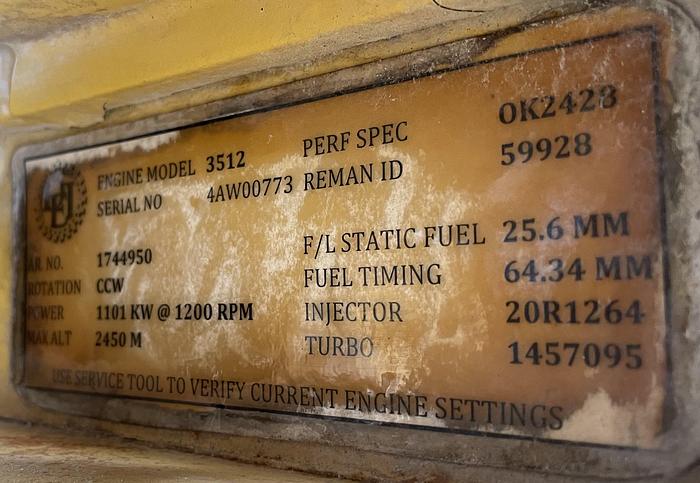 ENGINE MODEL 3512
SERIAL NO 4AW00773
AR. NO. 1744950
ROTATION CCW
POWER 1101 KW @ 1200 RPM
MAX ALT 2450 M
PERF SPEC OK2428
REMAN ID 59928
F/L STATIC FUEL 25.6 MM
FUEL TIMING 64.34 MM
INJECTOR 20R1264
TURBO 1457095
USE SERVICE TOOL TO VERIFY CURRENT ENGINE SETTINGS